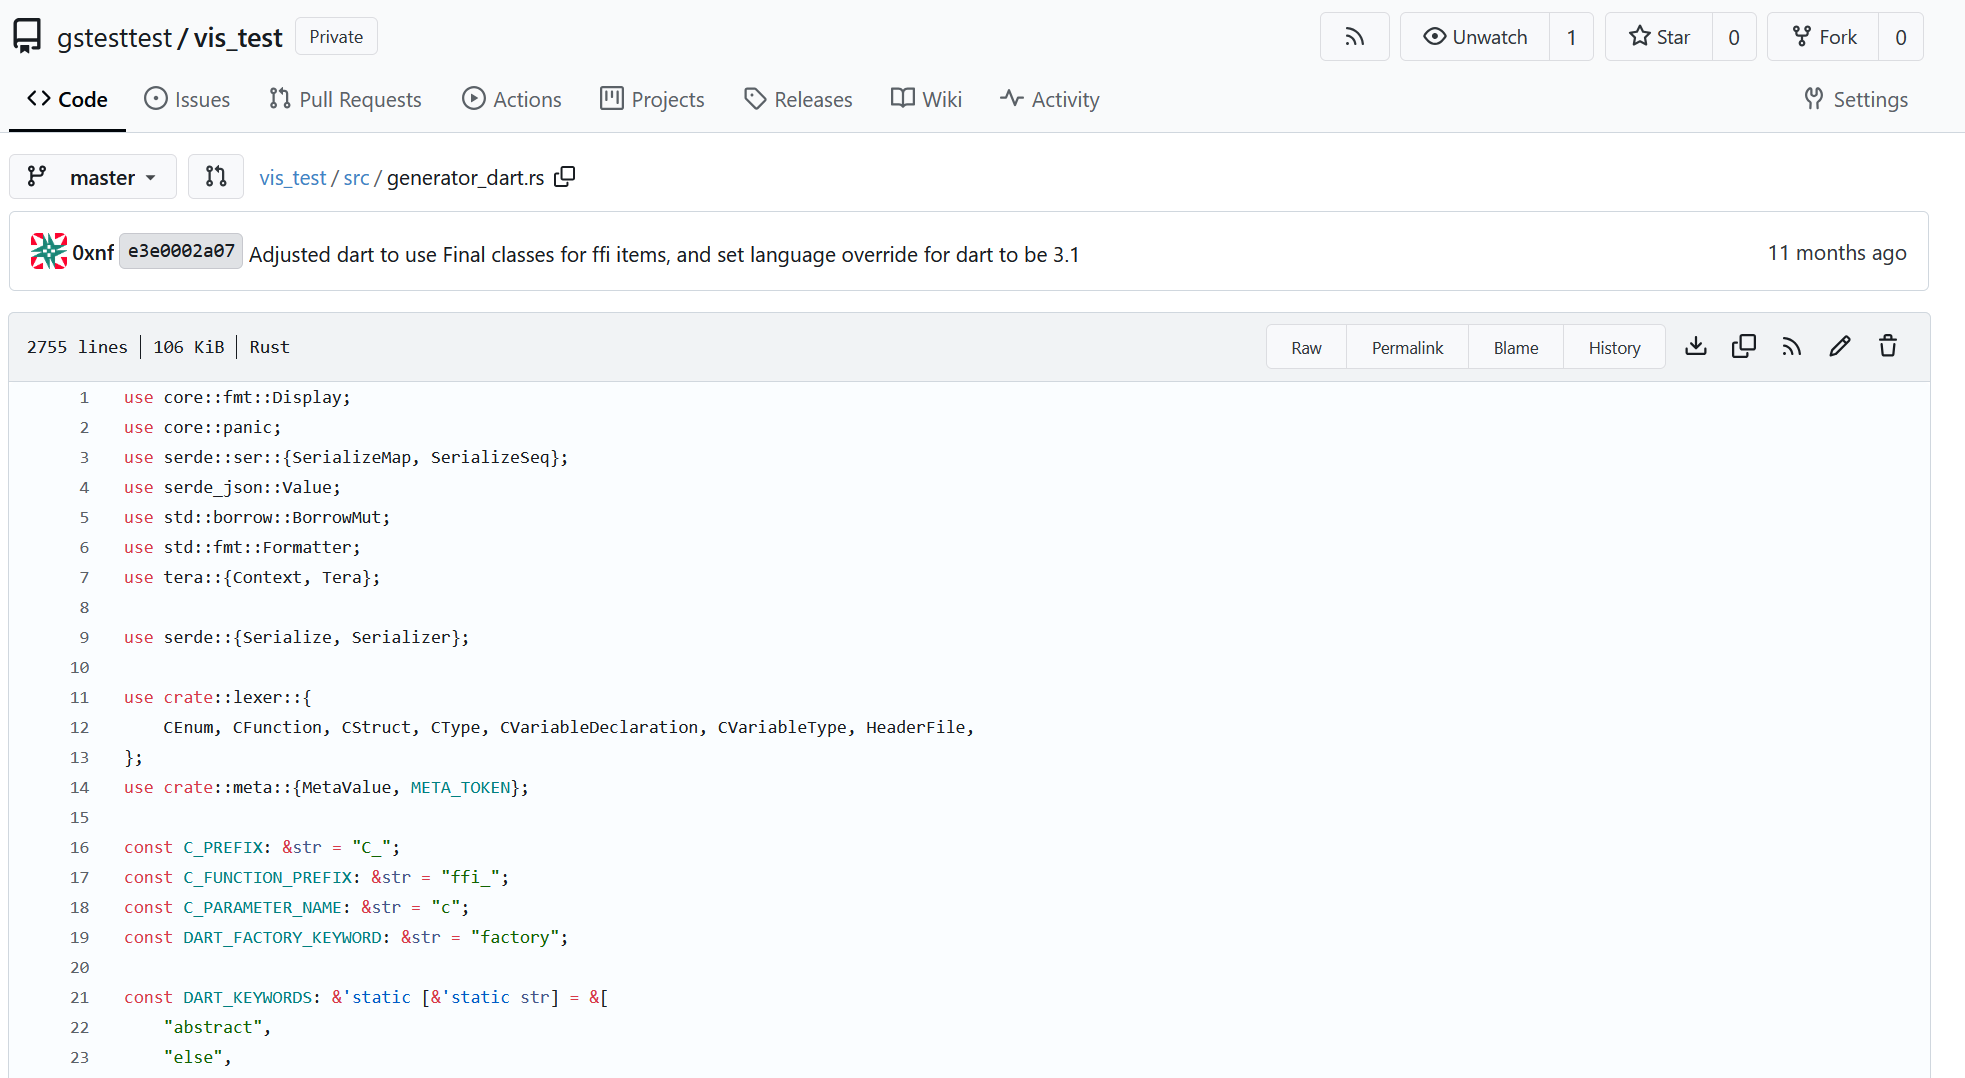 gstesttest / vis_test Private Unwatch 1 Star 0 Fork 0
Code Issues Pull Requests Actions Projects Releases Wiki Activity Settings
master vis_test / src / generator_dart.rs
0xnf e3e0002a07 Adjusted dart to use Final classes for ffi items, and set language override for dart to be 3.1 11 months ago
2755 lines 106 KiB Rust Raw Permalink Blame History
1 use core::fmt::Display;
2 use core::panic;
3 use serde::ser::{SerializeMap, SerializeSeq};
4 use serde_json::Value;
5 use std::borrow::BorrowMut;
6 use std::fmt::Formatter;
7 use tera::{Context, Tera};
8
9 use serde::{Serialize, Serializer};
10
11 use crate::lexer::{
12     CEnum, CFunction, CStruct, CType, CVariableDeclaration, CVariableType, HeaderFile,
13 };
14 use crate::meta::{MetaValue, META_TOKEN};
15
16 const C_PREFIX: &str = "C_";
17 const C_FUNCTION_PREFIX: &str = "ffi_";
18 const C_PARAMETER_NAME: &str = "c";
19 const DART_FACTORY_KEYWORD: &str = "factory";
20
21 const DART_KEYWORDS: &'static [&'static str] = &[
22     "abstract",
23     "else",